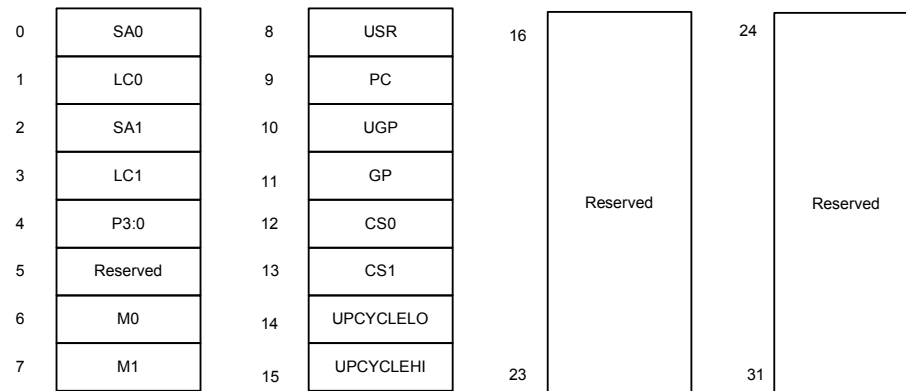 0 SA0 8 USR 16 24
1 LC0 9 PC
2 SA1 10 UGP
3 LC1 11 GP Reserved Reserved
4 P3:0 12 CS0
5 Reserved 13 CS1
6 M0 14 UPCYCLELO
7 M1 15 UPCYCLEHI 23 31